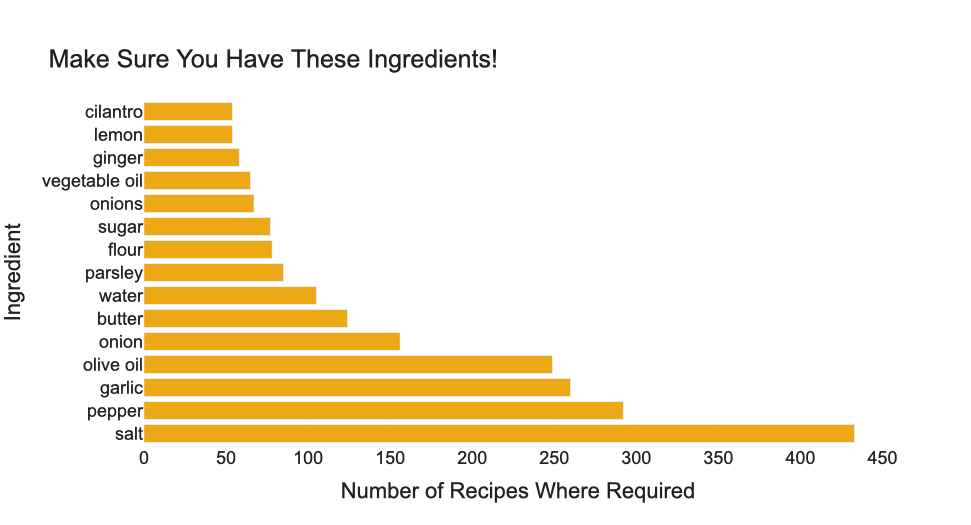 Make Sure You Have These Ingredients!
cilantro
lemon
ginger
vegetable oil
onions
sugar
flour
parsley
water
butter
onion
olive oil
garlic
pepper
salt
Ingredient
0 50 100 150 200 250 300 350 400 450
Number of Recipes Where Required